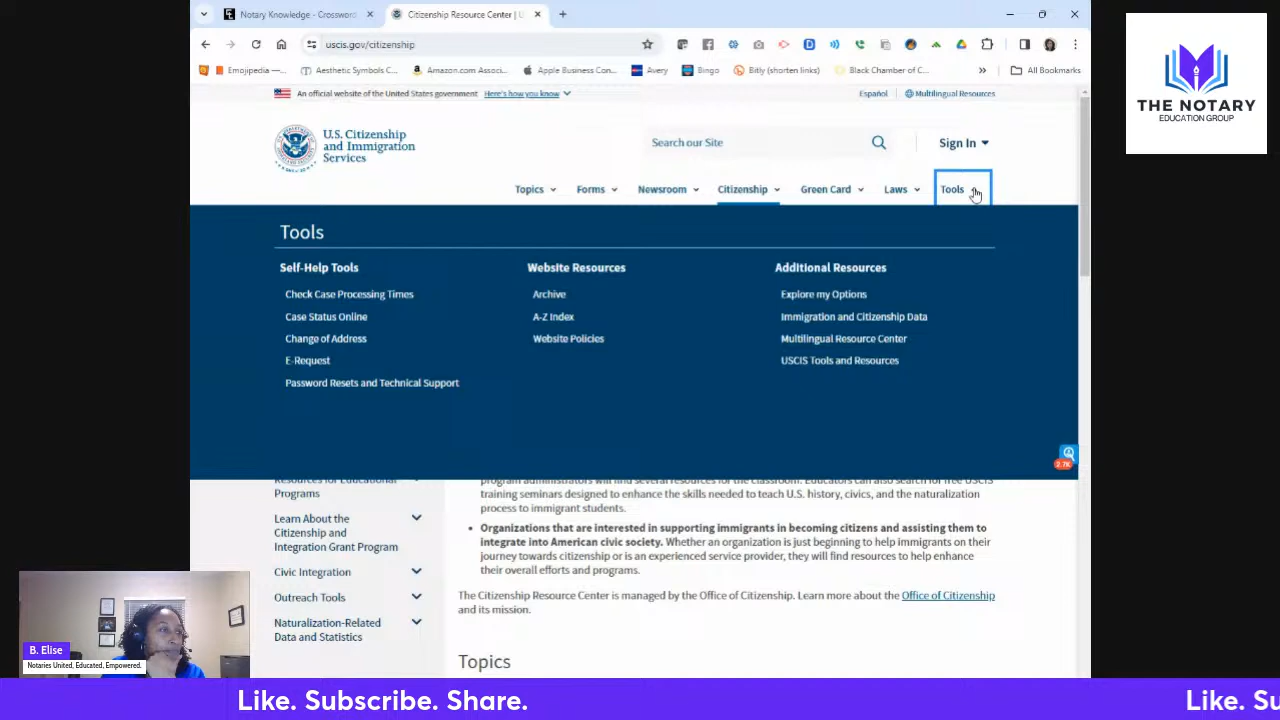 Notary Knowledge - Crossword
Citizenship Resource Center | U
uscis.gov/citizenship
Emojipedia —...
Aesthetic Symbols C...
Amazon.com Associ...
Apple Business Con...
Avery
Bingo
Bitly (shorten links)
Black Chamber of C...
»
All Bookmarks
An official website of the United States government Here's how you know
Español
Multilingual Resources
U.S. Citizenship
and Immigration
Services
Search our Site
Sign In
Topics
Forms
Newsroom
Citizenship
Green Card
Laws
Tools
Tools
Self-Help Tools
Check Case Processing Times
Case Status Online
Change of Address
E-Request
Password Resets and Technical Support
Website Resources
Archive
A-Z Index
Website Policies
Additional Resources
Explore my Options
Immigration and Citizenship Data
Multilingual Resource Center
USCIS Tools and Resources
2.7K
Resources for Educational
Programs
Learn About the
Citizenship and
Integration Grant Program
Civic Integration
Outreach Tools
Naturalization-Related
Data and Statistics
program administrators will find several resources for the classroom. Educators can also search for free USCIS
training seminars designed to enhance the skills needed to teach U.S. history, civics, and the naturalization
process to immigrant students.
• Organizations that are interested in supporting immigrants in becoming citizens and assisting them to
integrate into American civic society. Whether an organization is just beginning to help immigrants on their
journey towards citizenship or is an experienced service provider, they will find resources to help enhance
their overall efforts and programs.
The Citizenship Resource Center is managed by the Office of Citizenship. Learn more about the Office of Citizenship
and its mission.
Topics
THE NOTARY
EDUCATION GROUP
B. Elise
Notaries United, Educated, Empowered.
Like. Subscribe. Share.
Like. Su